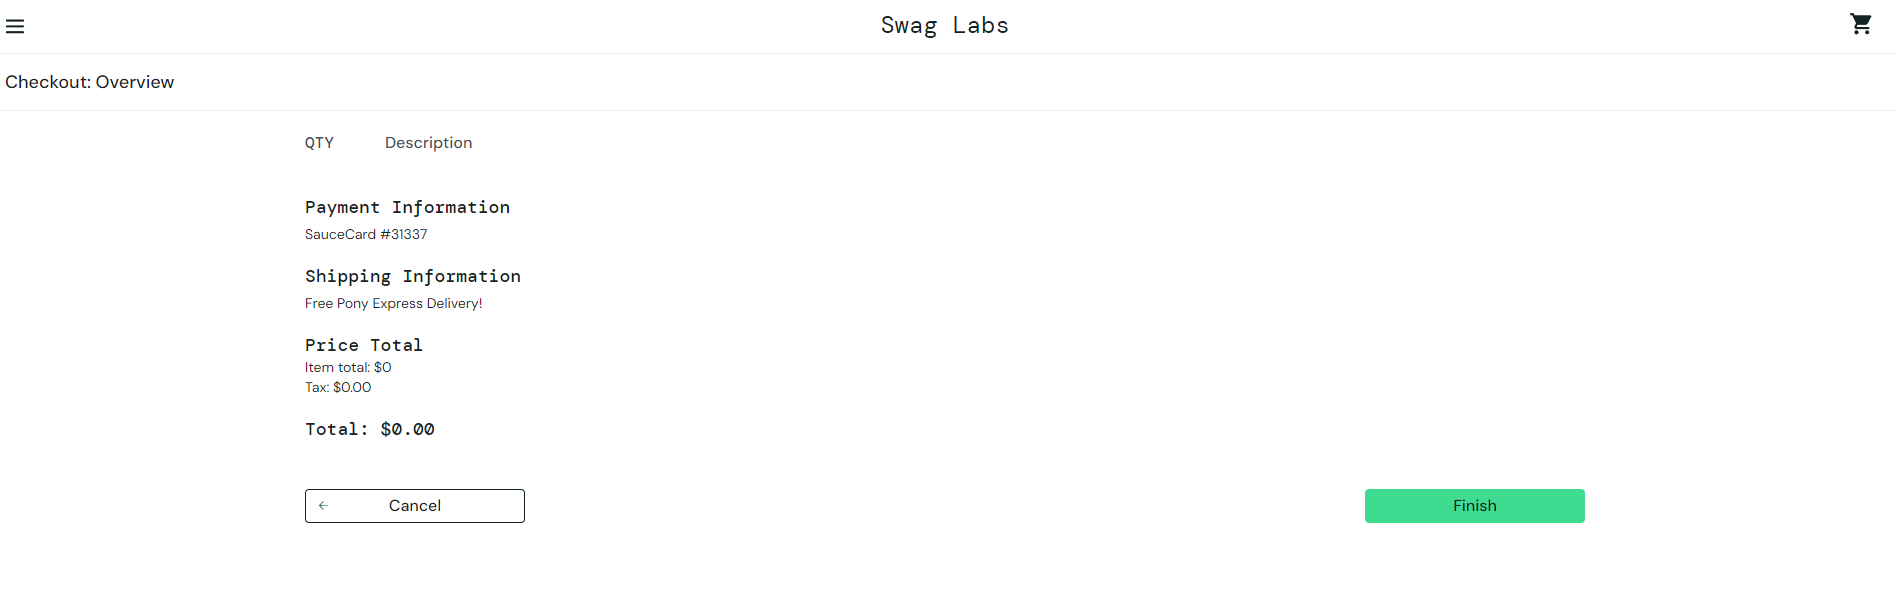 Swag Labs
Checkout: Overview
QTY Description
Payment Information
SauceCard #31337
Shipping Information
Free Pony Express Delivery!
Price Total
Item total: $0
Tax: $0.00
Total: $0.00
Cancel Finish